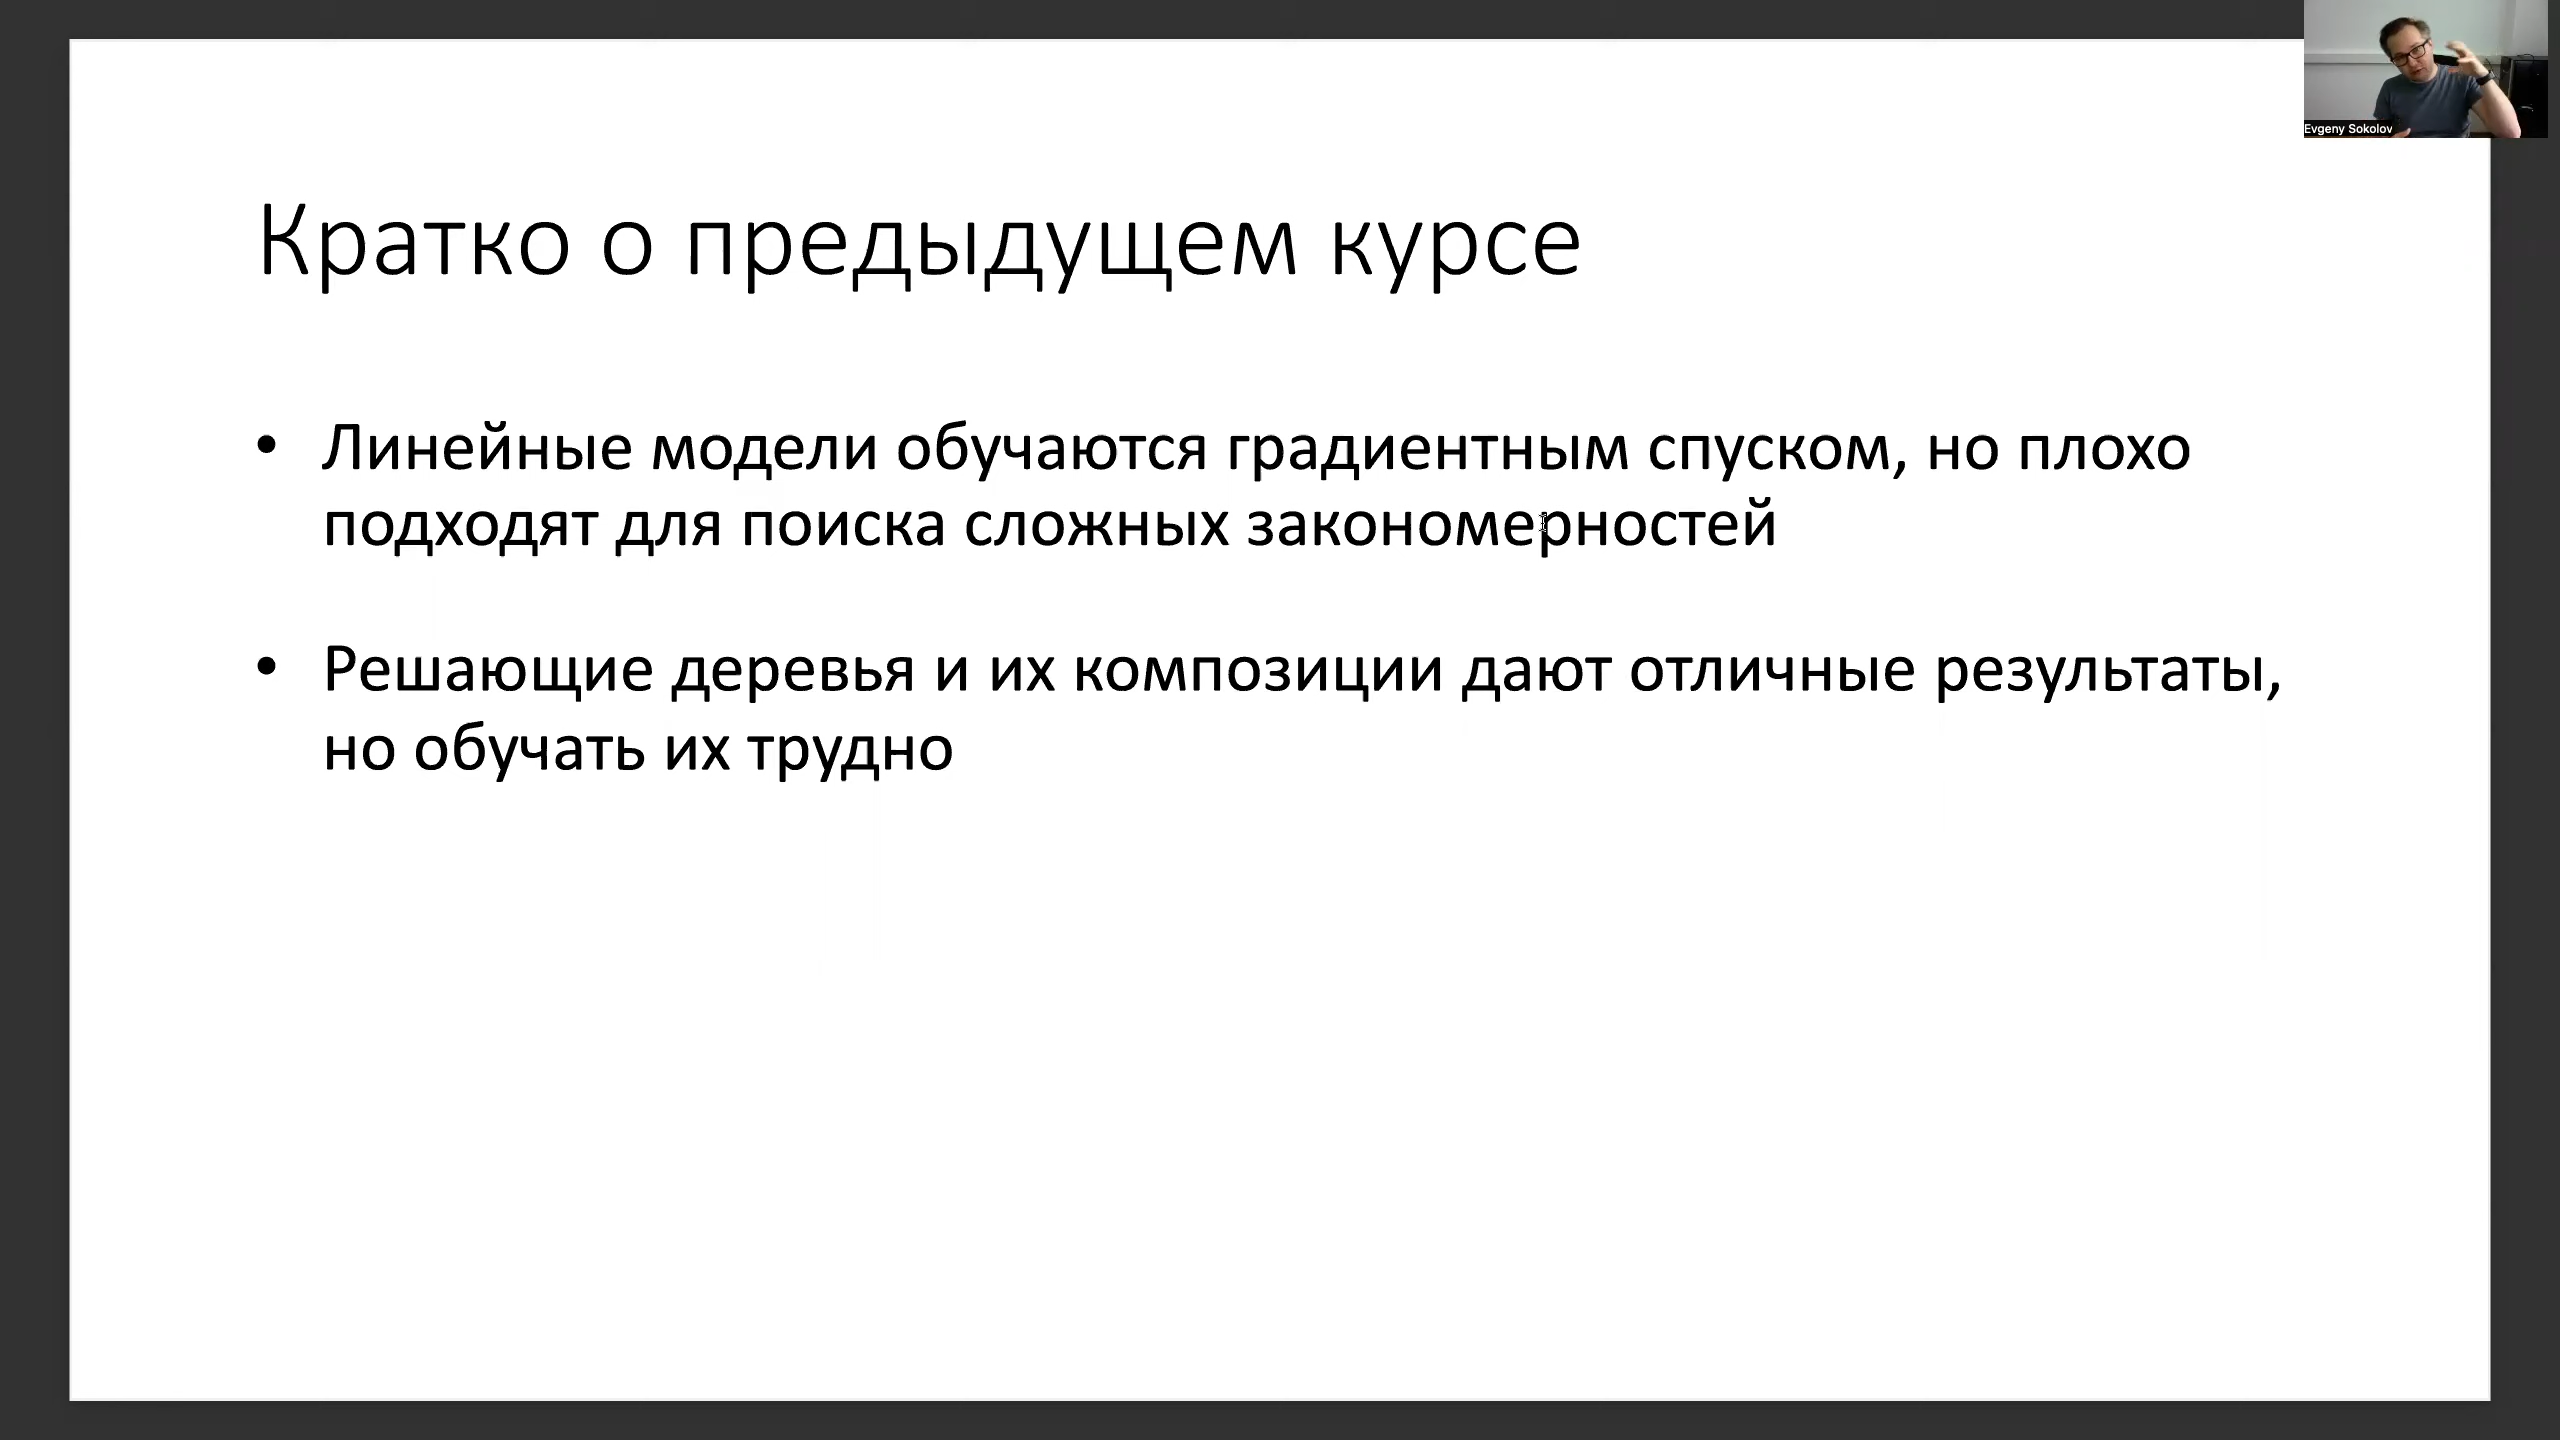 Evgeny Sokolov
Кратко о предыдущем курсе
• Линейные модели обучаются градиентным спуском, но плохо
подходят для поиска сложных закономерностей
• Решающие деревья и их композиции дают отличные результаты,
но обучать их трудно